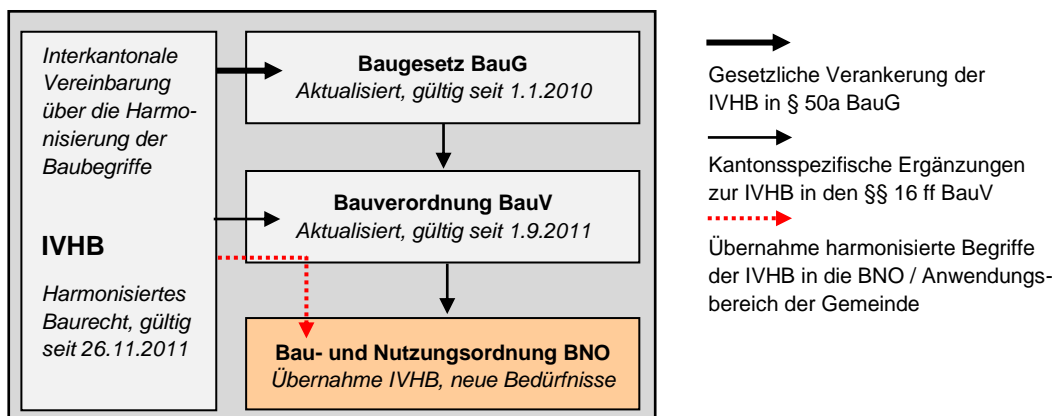 Interkantonale
Vereinbarung
über die Harmo-
nisierung der
Baubegriffe
IVHB
Harmonisiertes
Baurecht, gültig
seit 26.11.2011
Baugesetz BauG
Aktualisiert, gültig seit 1.1.2010
Bauverordnung BauV
Aktualisiert, gültig seit 1.9.2011
Bau- und Nutzungsordnung BNO
Übernahme IVHB, neue Bedürfnisse
Gesetzliche Verankerung der
IVHB in § 50a BauG
Kantonsspezifische Ergänzungen
zur IVHB in den §§ 16 ff BauV
Übernahme harmonisierte Begriffe
der IVHB in die BNO / Anwendungs-
bereich der Gemeinde